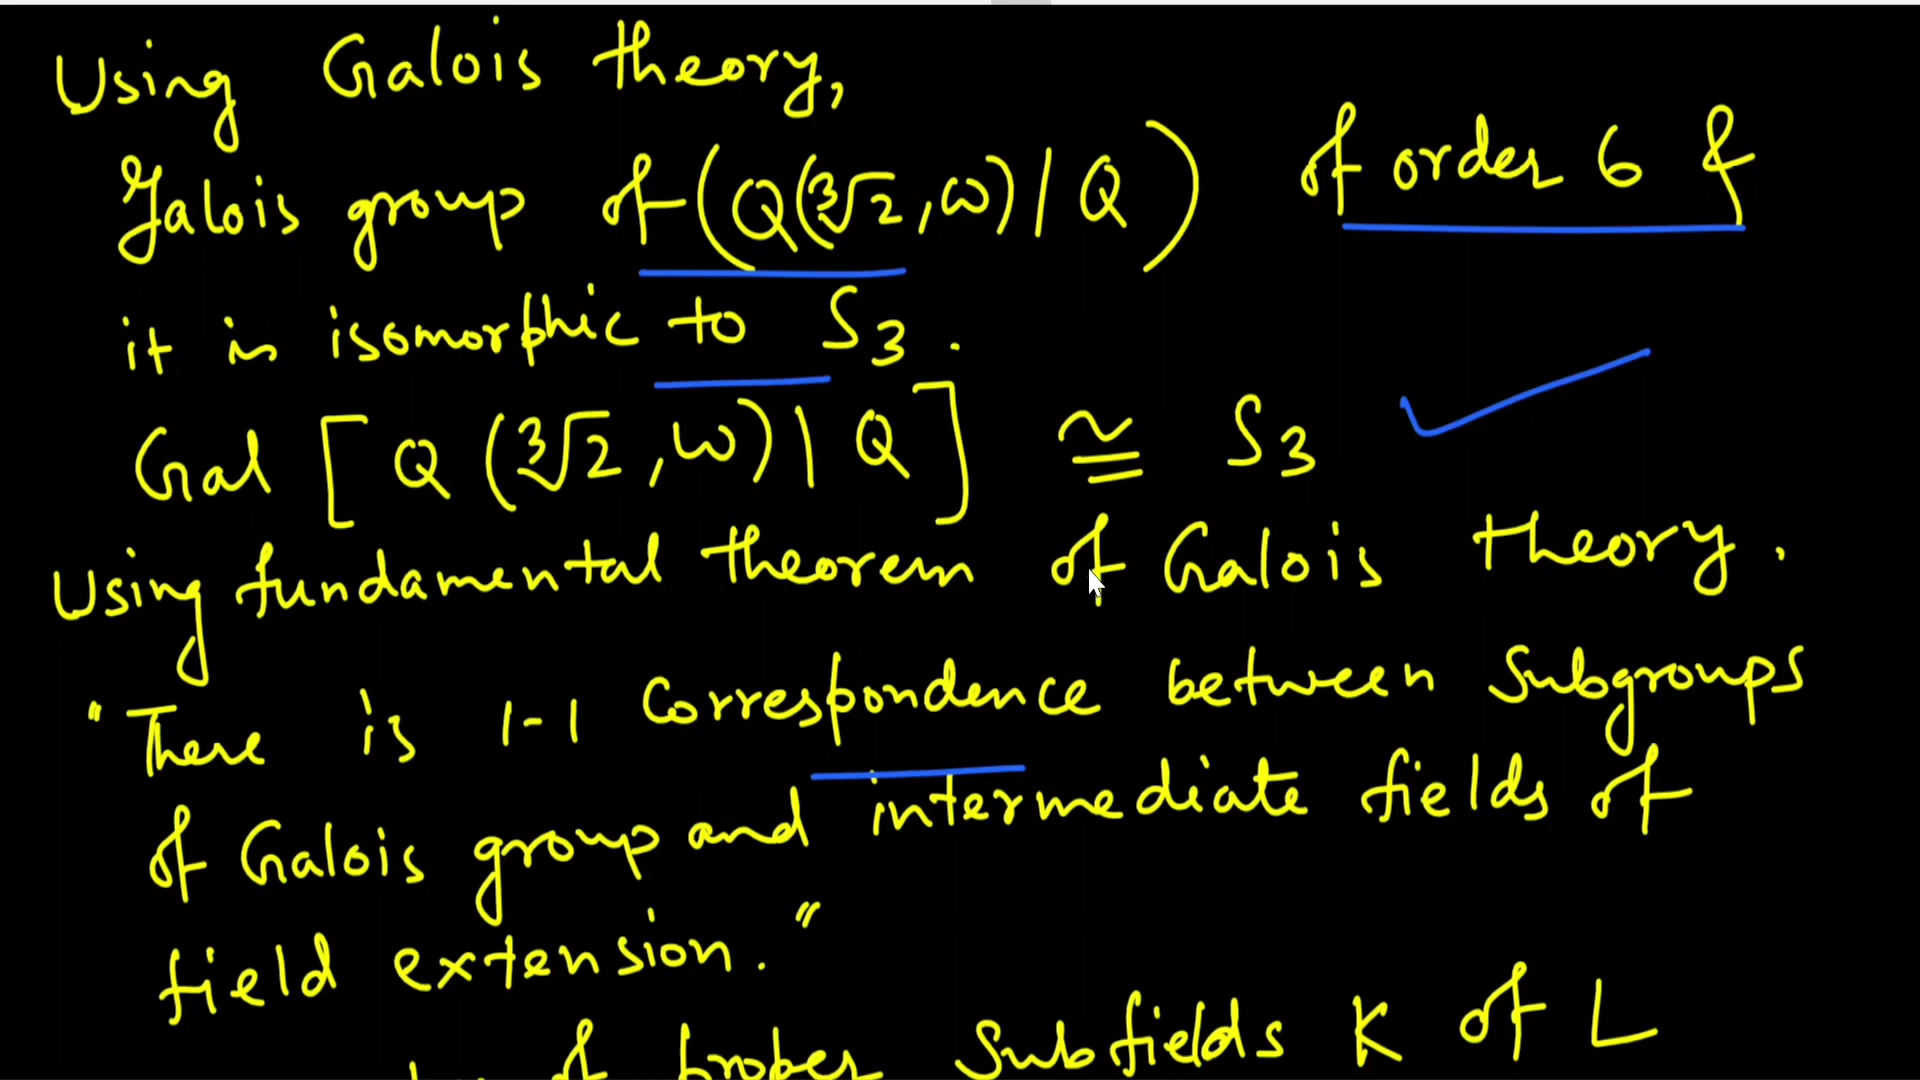 Using Galois theory,
Galois group of (Q(∛2, ω) | Q) of order 6 &
it is isomorphic to S₃.
Gal [Q (∛2, ω) | Q] ≅ S₃
Using fundamental theorem of Galois theory.
"There is 1-1 correspondence between Subgroups
of Galois group and intermediate fields of
field extension."
of proper Subfields K of L